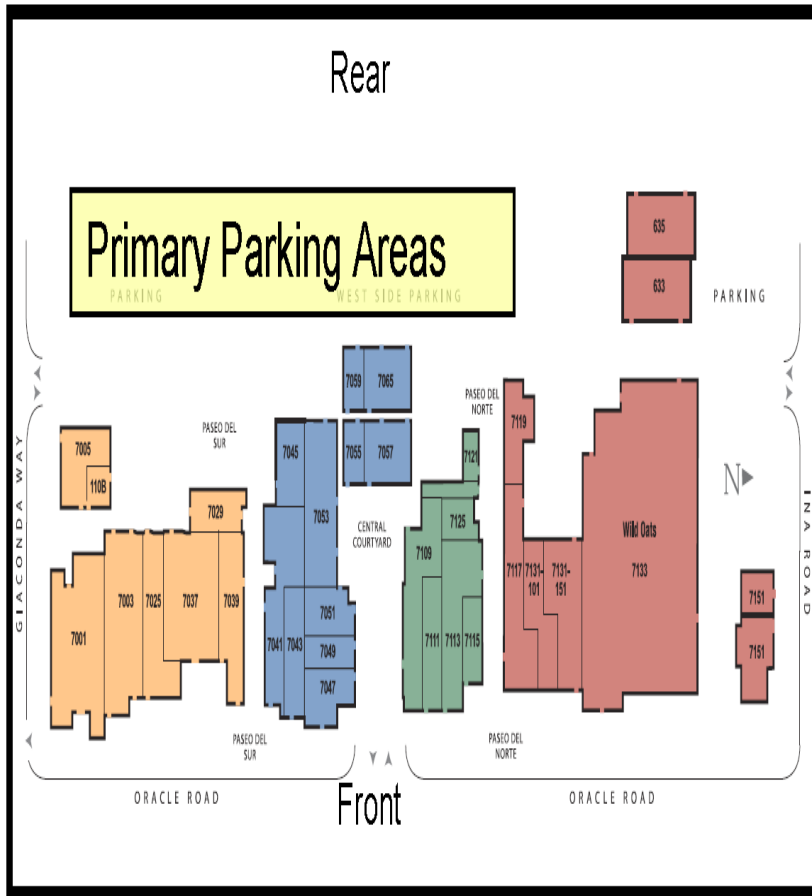 Rear
Primary Parking Areas
PARKING
WEST SIDE PARKING
635
633
PARKING
7059
7065
7055
7057
PASEO DEL
NORTE
7119
7121
PASEO DEL
SUR
7005
110B
7045
7053
7029
CENTRAL
COURTYARD
7125
7109
N
GIACONDA WAY
INA ROAD
Wild Oats
7133
7001
7003
7025
7037
7039
7041
7043
7051
7049
7047
7111
7113
7115
7117
7131-
101
7131-
151
7151
7151
PASEO DEL
SUR
PASEO DEL
NORTE
ORACLE ROAD
Front
ORACLE ROAD